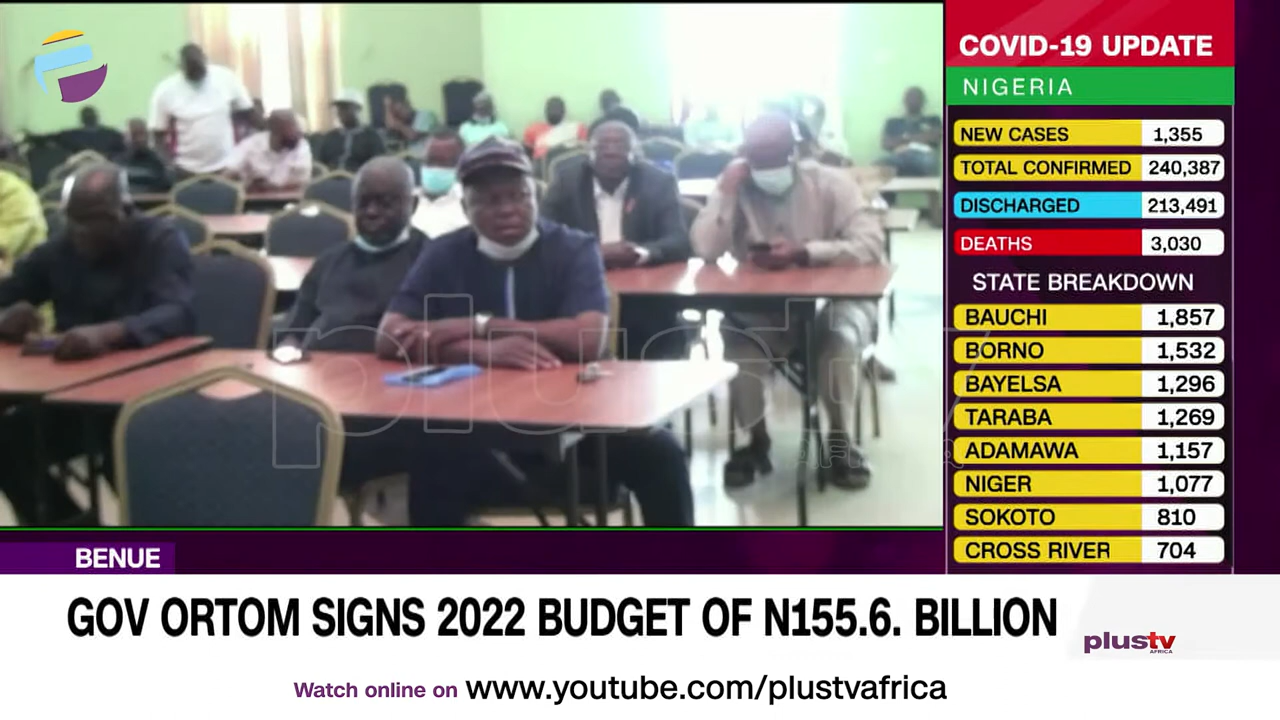 COVID-19 UPDATE
NIGERIA
NEW CASES 1,355
TOTAL CONFIRMED 240,387
DISCHARGED 213,491
DEATHS 3,030
STATE BREAKDOWN
BAUCHI 1,857
BORNO 1,532
BAYELSA 1,296
TARABA 1,269
ADAMAWA 1,157
NIGER 1,077
SOKOTO 810
CROSS RIVER 704
plustv
AFRICA
BENUE
GOV ORTOM SIGNS 2022 BUDGET OF N155.6. BILLION
plustv
AFRICA
Watch online on www.youtube.com/plustvafrica